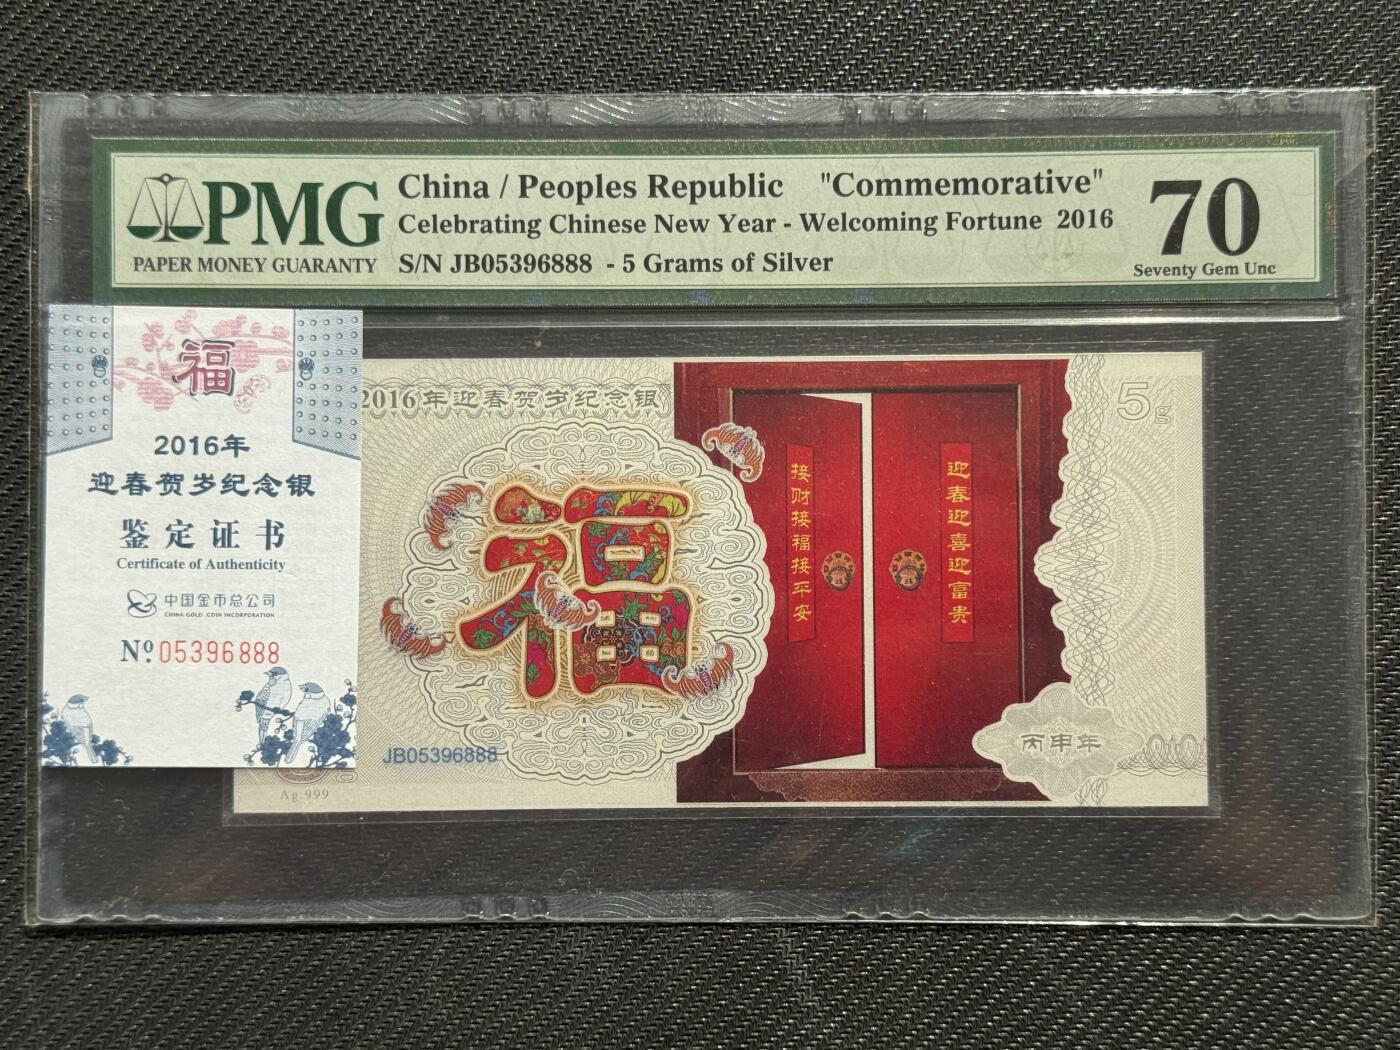 PMG
PAPER MONEY GUARANTY
China / Peoples Republic "Commemorative"
Celebrating Chinese New Year - Welcoming Fortune 2016
S/N JB05396888 - 5 Grams of Silver
70
Seventy Gem Unc
福
2016年
迎春贺岁纪念银
鉴定证书
Certificate of Authenticity
中国金币总公司
CHINA GOLD COIN INCORPORATION
Nº.05396888
2016年迎春贺岁纪念银
福
JB05396888
Ag.999
接财接福接平安
迎春迎喜迎富贵
5g
丙申年